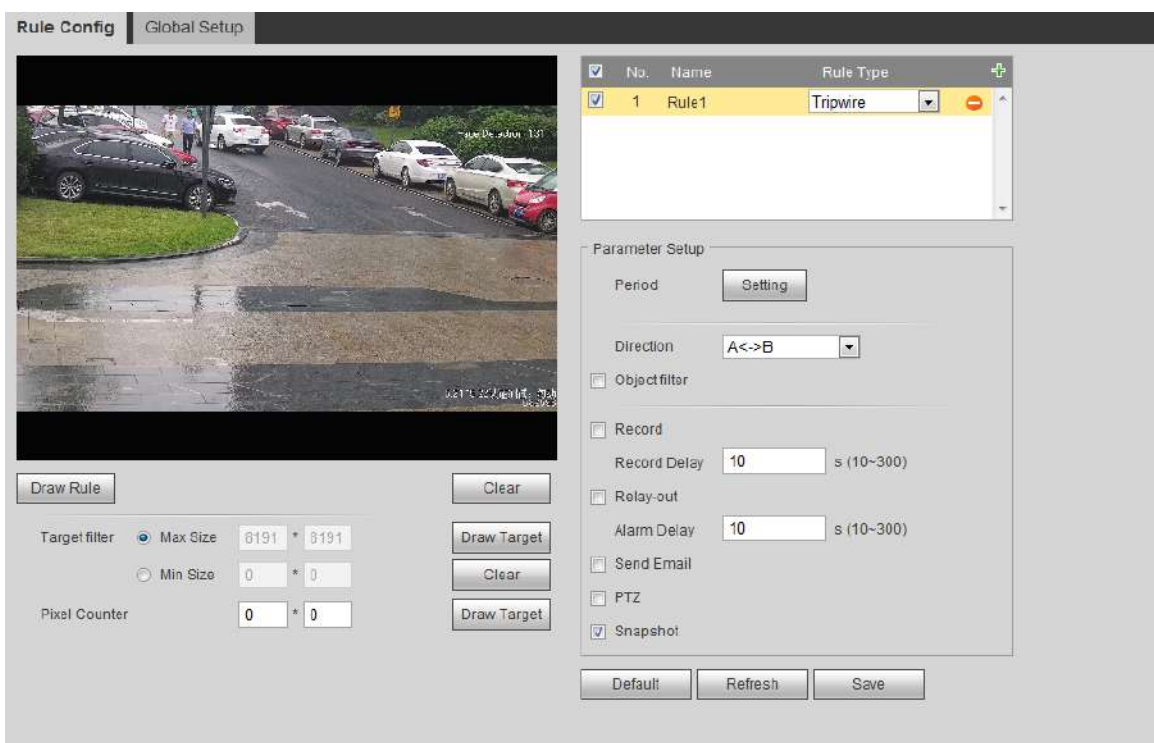 Rule Config Global Setup
No. Name Rule Type
1 Rule1 Tripwire
Parameter Setup
Period Setting
Direction A<->B
Object filter
Record
Record Delay 10 s (10~300)
Relay-out
Alarm Delay 10 s (10~300)
Send Email
PTZ
Snapshot
Default Refresh Save
Draw Rule Clear
Target filter Max Size 8191 * 8191 Draw Target
Min Size 0 * 0 Clear
Pixel Counter 0 * 0 Draw Target